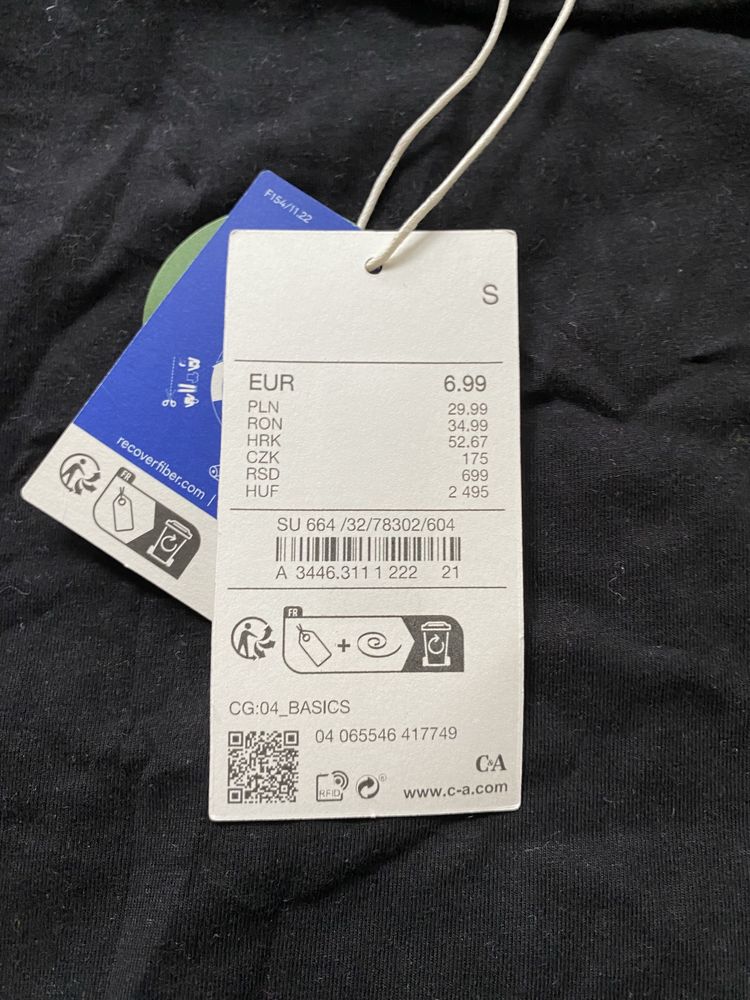 F154/11.22
S
EUR 6.99
PLN 29.99
RON 34.99
HRK 52.67
CZK 175
RSD 699
HUF 2 495
recoverfiber.com |
FR
SU 664 /32/78302/604
A 3446.311 1 222 21
FR
+
CG:04_BASICS
04 065546 417749
C&A
RFID
www.c-a.com